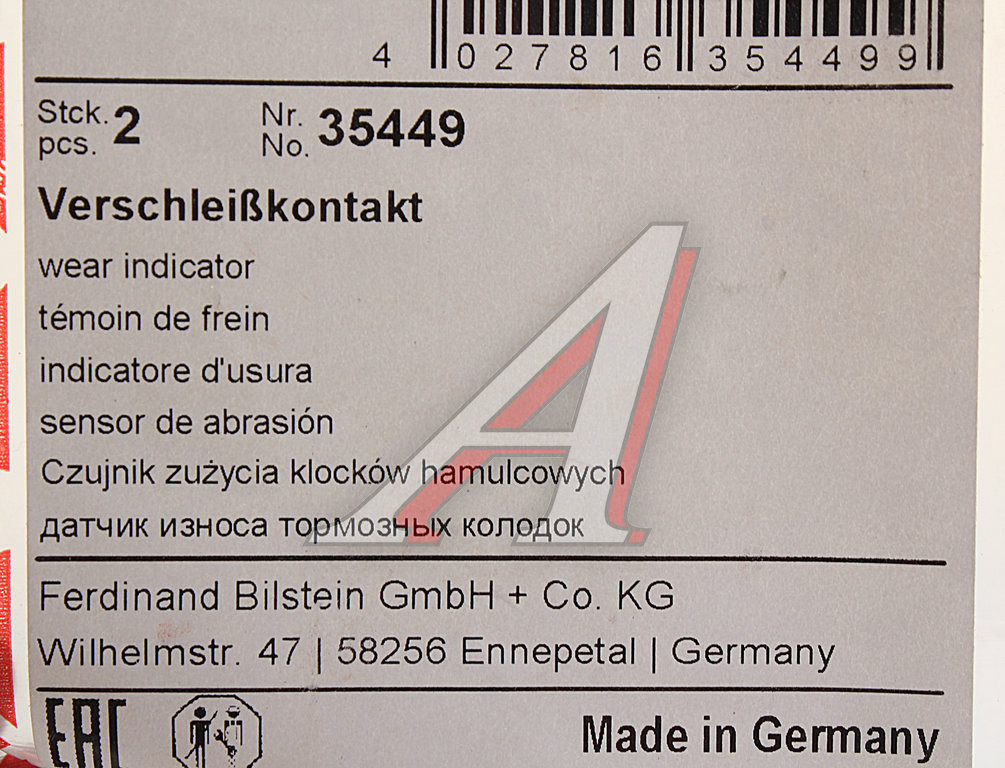 4 027816 354499
Stck. pcs. 2 Nr. No. 35449
Verschleißkontakt
wear indicator
témoin de frein
indicatore d'usura
sensor de abrasión
Czujnik zużycia klocków hamulcowych
датчик износа тормозных колодок
Ferdinand Bilstein GmbH + Co. KG
Wilhelmstr. 47 | 58256 Ennepetal | Germany
EAC
Made in Germany